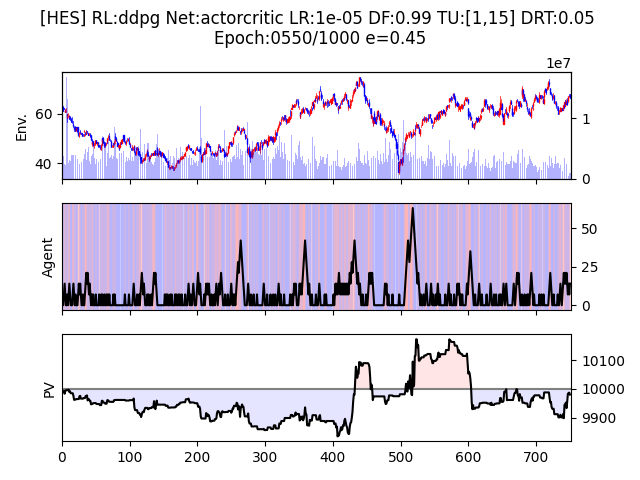 [HES] RL:ddpg Net:actorcritic LR:1e-05 DF:0.99 TU:[1,15] DRT:0.05
Epoch:0550/1000 e=0.45
1e7
Env.
60
40
1
0
Agent
50
25
0
PV
10100
10000
9900
0 100 200 300 400 500 600 700